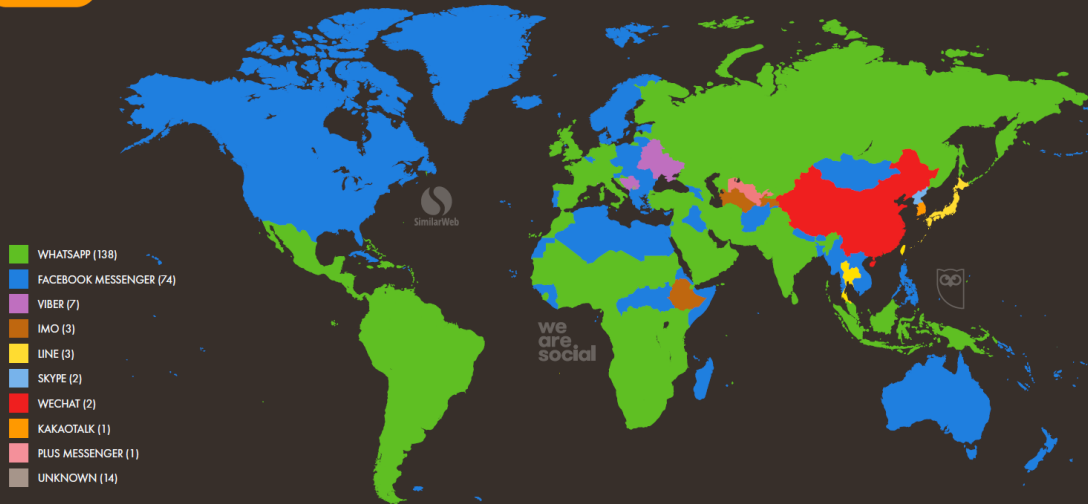 SimilarWeb
WHATSAPP (138)
FACEBOOK MESSENGER (74)
VIBER (7)
IMO (3)
LINE (3)
SKYPE (2)
WECHAT (2)
KAKAOTALK (1)
PLUS MESSENGER (1)
UNKNOWN (14)
we
are
social